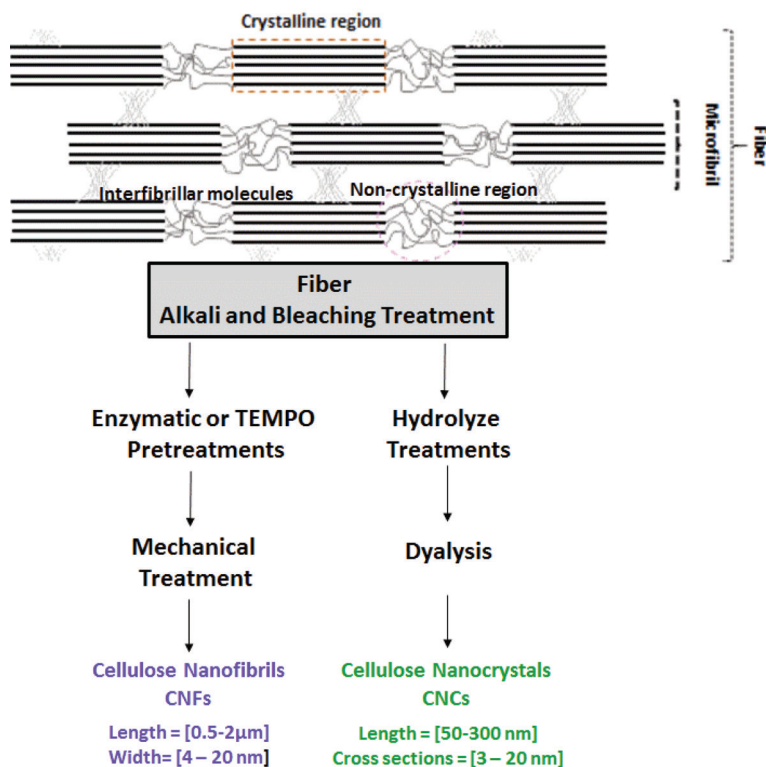 Crystalline region
Microfibril
Fiber
Interfibrillar molecules
Non-crystalline region
Fiber
Alkali and Bleaching Treatment
Enzymatic or TEMPO
Pretreatments
Hydrolyze
Treatments
Mechanical
Treatment
Dyalysis
Cellulose Nanofibrils
CNFs
Length = [0.5-2µm]
Width= [4 – 20 nm]
Cellulose Nanocrystals
CNCs
Length = [50-300 nm]
Cross sections = [3 – 20 nm]